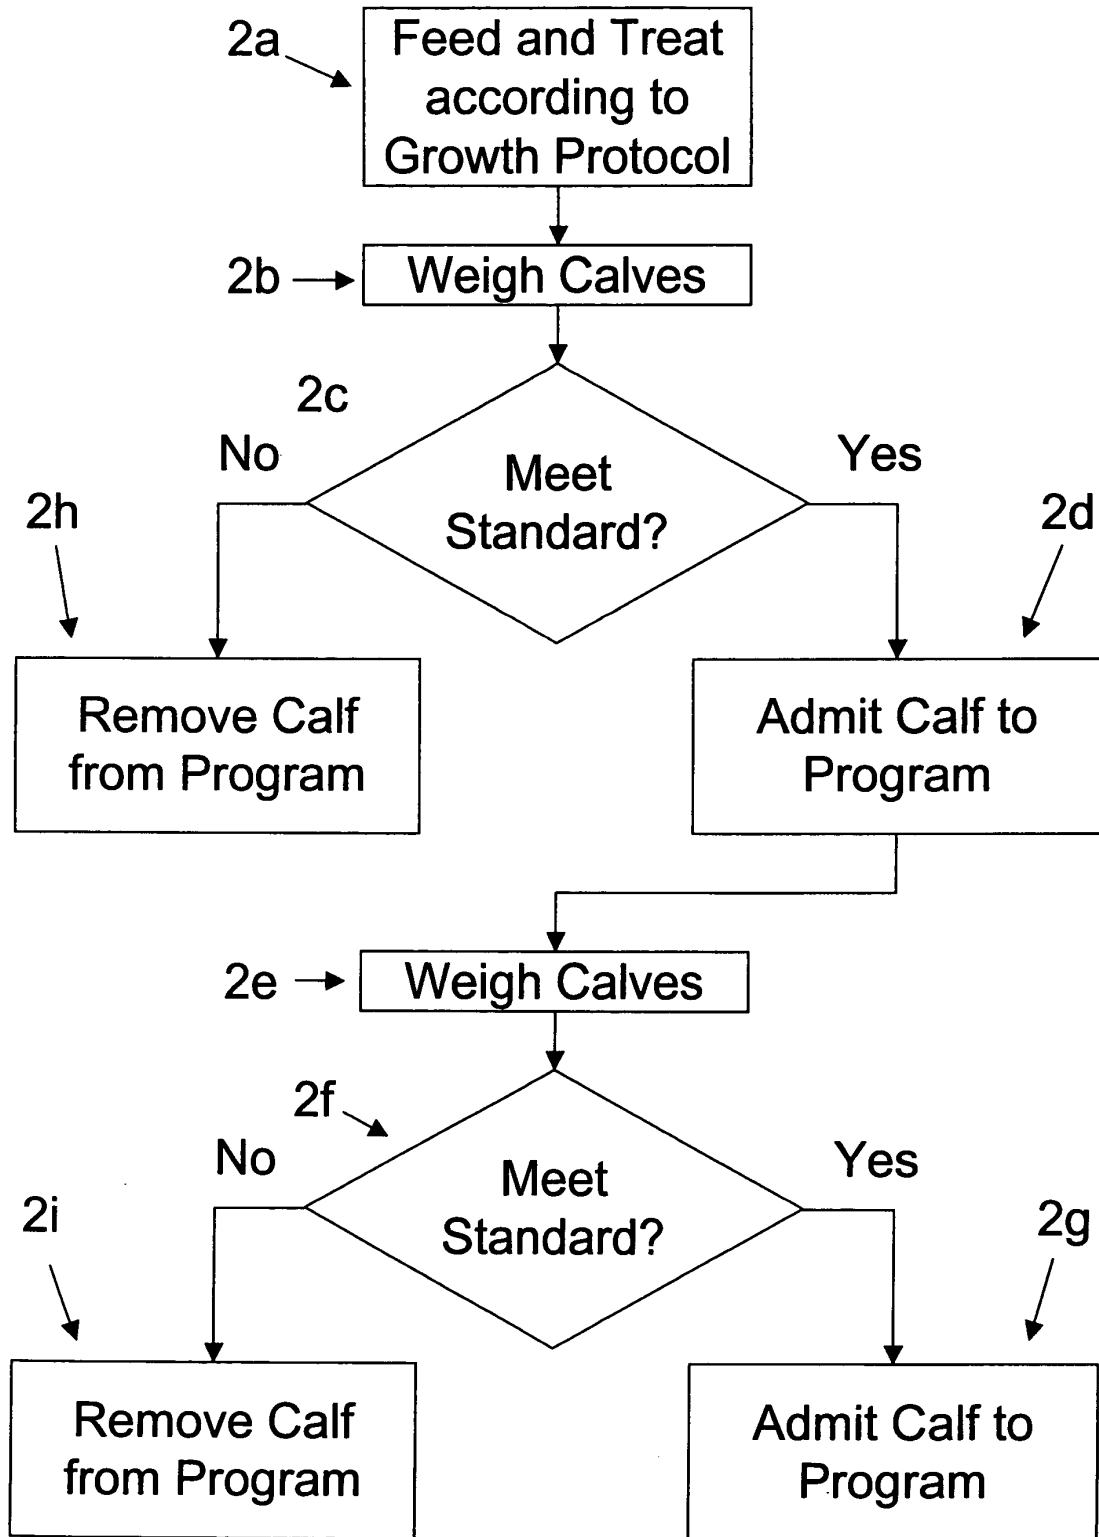 2a
Feed and Treat
according to
Growth Protocol
2b
Weigh Calves
2c
No
Yes
Meet
Standard?
2h
2d
Remove Calf
from Program
Admit Calf to
Program
2e
Weigh Calves
2f
No
Yes
Meet
Standard?
2i
2g
Remove Calf
from Program
Admit Calf to
Program